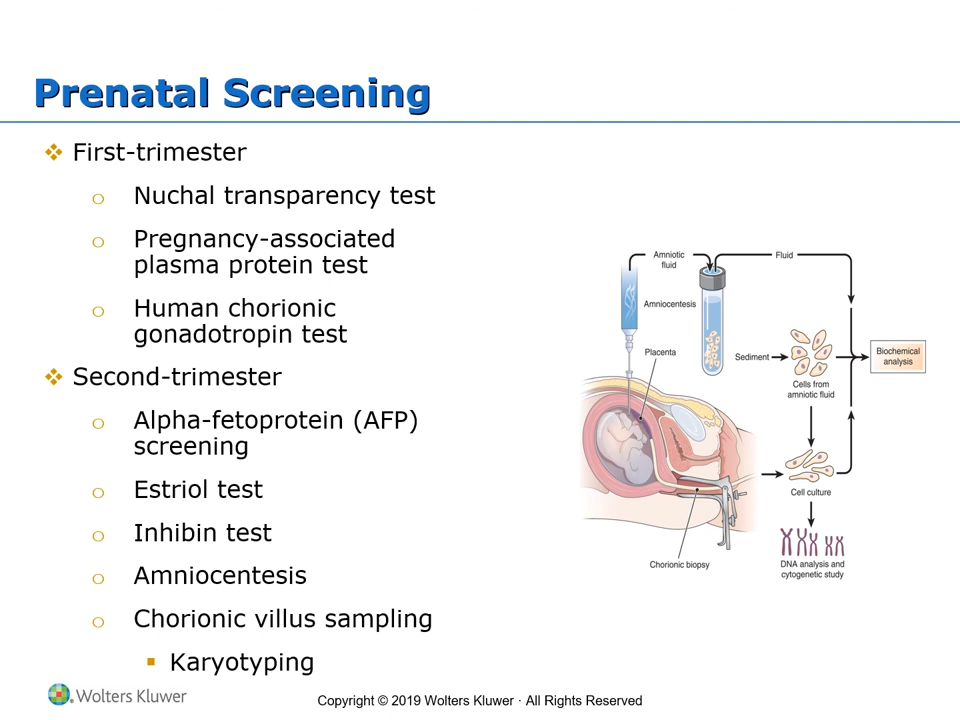 Prenatal Screening
❖ First-trimester
o Nuchal transparency test
o Pregnancy-associated
plasma protein test
o Human chorionic
gonadotropin test
❖ Second-trimester
o Alpha-fetoprotein (AFP)
screening
o Estriol test
o Inhibin test
o Amniocentesis
o Chorionic villus sampling
▪ Karyotyping
Amniotic
fluid
Fluid
Amniocentesis
Placenta
Sediment
Biochemical
analysis
Cells from
amniotic fluid
Cell culture
Chorionic biopsy
DNA analysis and
cytogenetic study
Wolters Kluwer
Copyright © 2019 Wolters Kluwer · All Rights Reserved